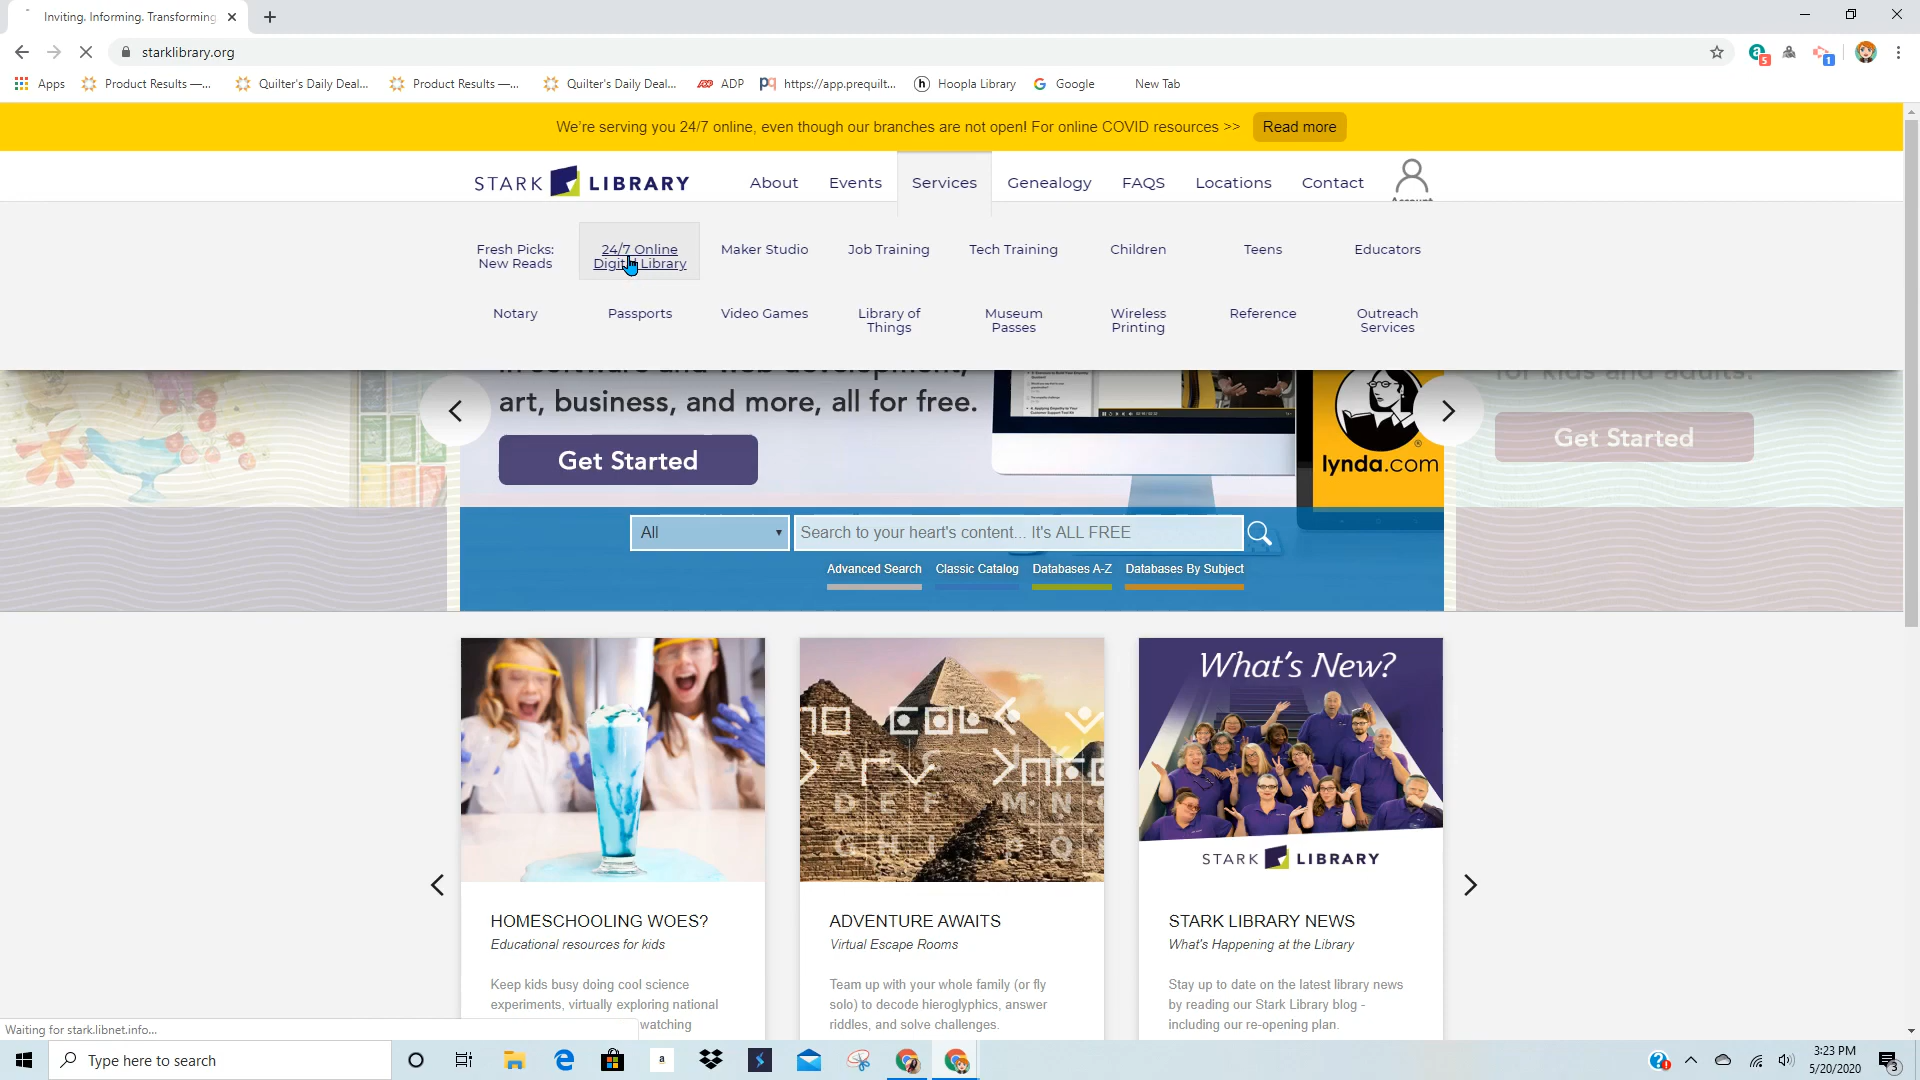 Inviting. Informing. Transforming
starklibrary.org
5
1
Apps
Product Results —...
Quilter's Daily Deal...
Product Results —...
Quilter's Daily Deal...
ADP
pq
https://app.prequilt...
h
Hoopla Library
Google
New Tab
We're serving you 24/7 online, even though our branches are not open! For online COVID resources >>
Read more
STARK LIBRARY
About
Events
Services
Genealogy
FAQS
Locations
Contact
Account
Fresh Picks:
New Reads
24/7 Online
Digital Library
Maker Studio
Job Training
Tech Training
Children
Teens
Educators
Notary
Passports
Video Games
Library of
Things
Museum
Passes
Wireless
Printing
Reference
Outreach
Services
in software and web development,
art, business, and more, all for free.
Get Started
lynda.com
for kids and adults.
Get Started
All
Search to your heart's content... It's ALL FREE
Advanced Search
Classic Catalog
Databases A-Z
Databases By Subject
A B C
D E F
M N O
G H I
What's New?
STARK LIBRARY
HOMESCHOOLING WOES?
Educational resources for kids
Keep kids busy doing cool science
experiments, virtually exploring national
watching
ADVENTURE AWAITS
Virtual Escape Rooms
Team up with your whole family (or fly
solo) to decode hieroglyphics, answer
riddles, and solve challenges.
STARK LIBRARY NEWS
What's Happening at the Library
Stay up to date on the latest library news
by reading our Stark Library blog -
including our re-opening plan.
Waiting for stark.libnet.info...
Type here to search
a
3:23 PM
5/20/2020
3